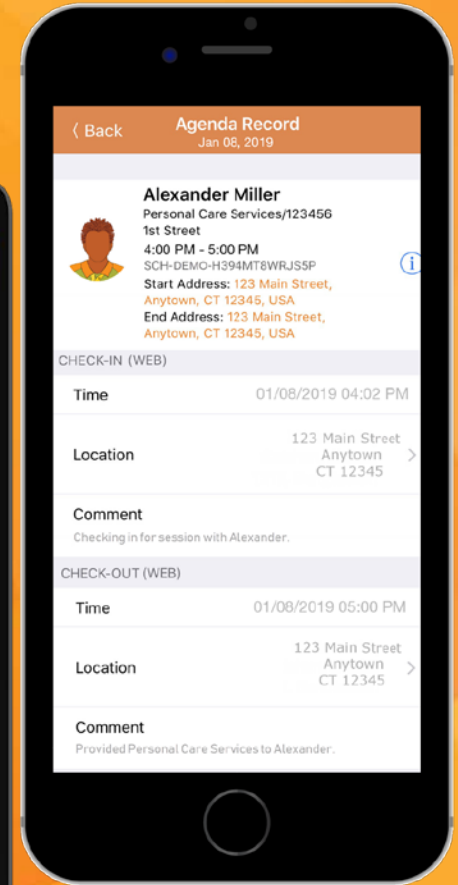 < Back
Agenda Record
Jan 08, 2019
Alexander Miller
Personal Care Services/123456
1st Street
4:00 PM - 5:00 PM
SCH-DEMO-H394MT8WRJS5P
Start Address: 123 Main Street,
Anytown, CT 12345, USA
End Address: 123 Main Street,
Anytown, CT 12345, USA
CHECK-IN (WEB)
Time 01/08/2019 04:02 PM
Location 123 Main Street
Anytown
CT 12345
Comment
Checking in for session with Alexander.
CHECK-OUT (WEB)
Time 01/08/2019 05:00 PM
Location 123 Main Street
Anytown
CT 12345
Comment
Provided Personal Care Services to Alexander.